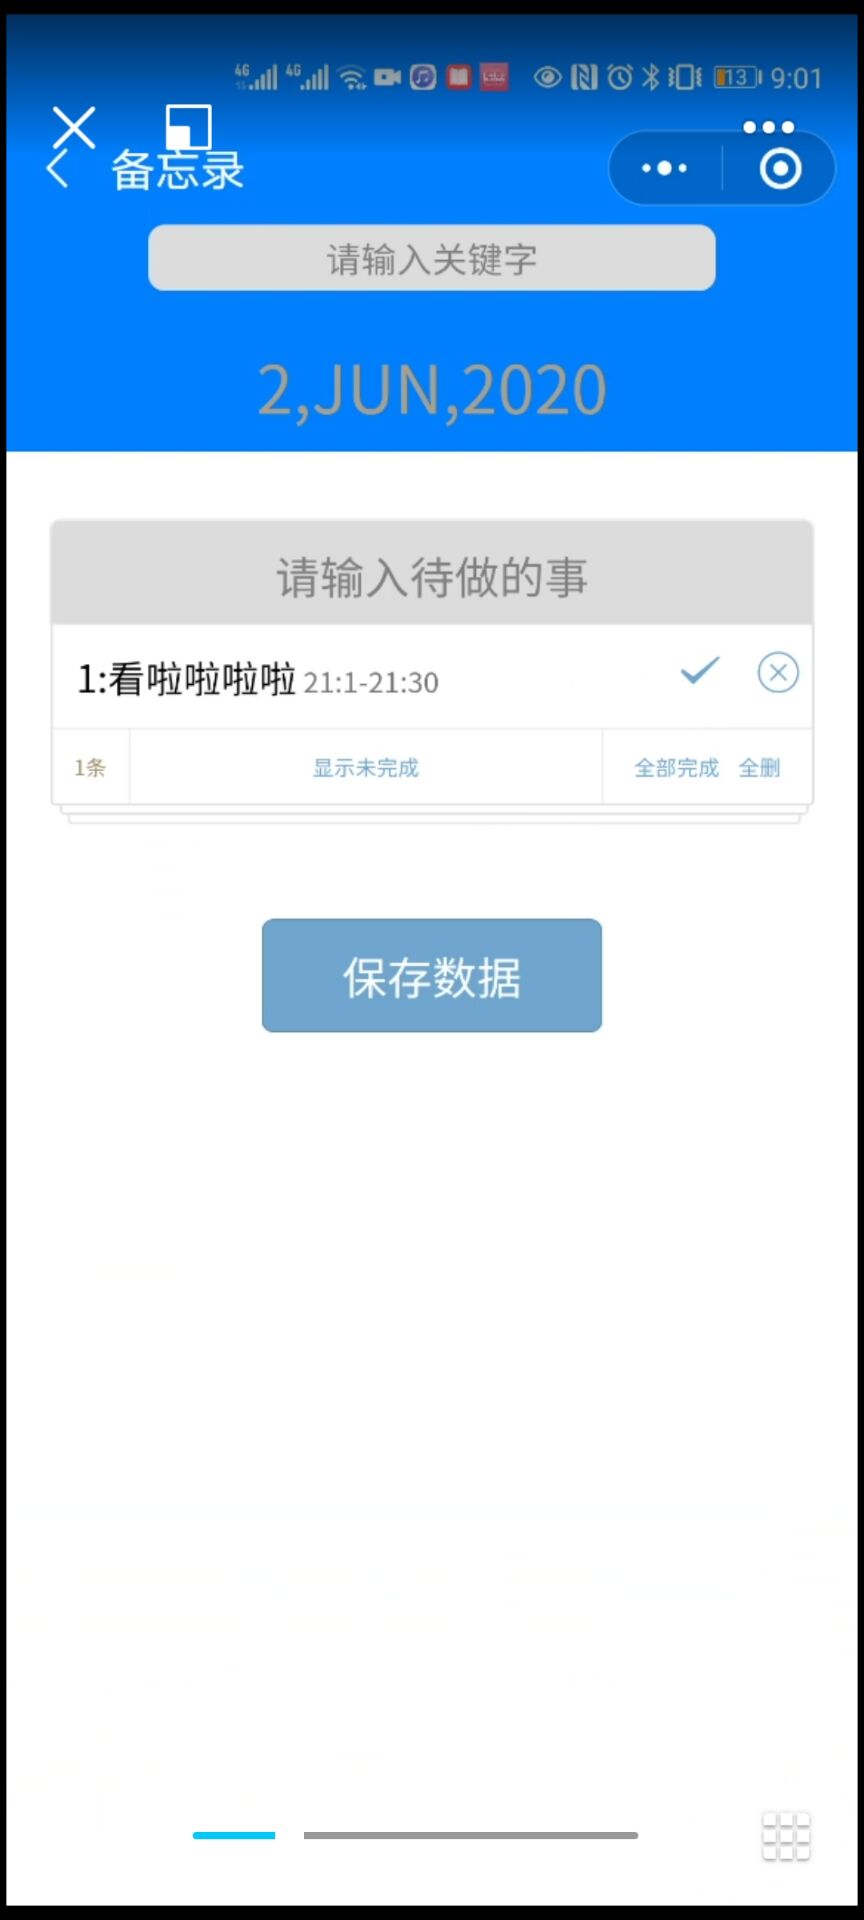 4G 4G 13 9:01
备忘录
请输入关键字
2,JUN,2020
请输入待做的事
1:看啦啦啦啦 21:1-21:30
1条 显示未完成 全部完成 全删
保存数据